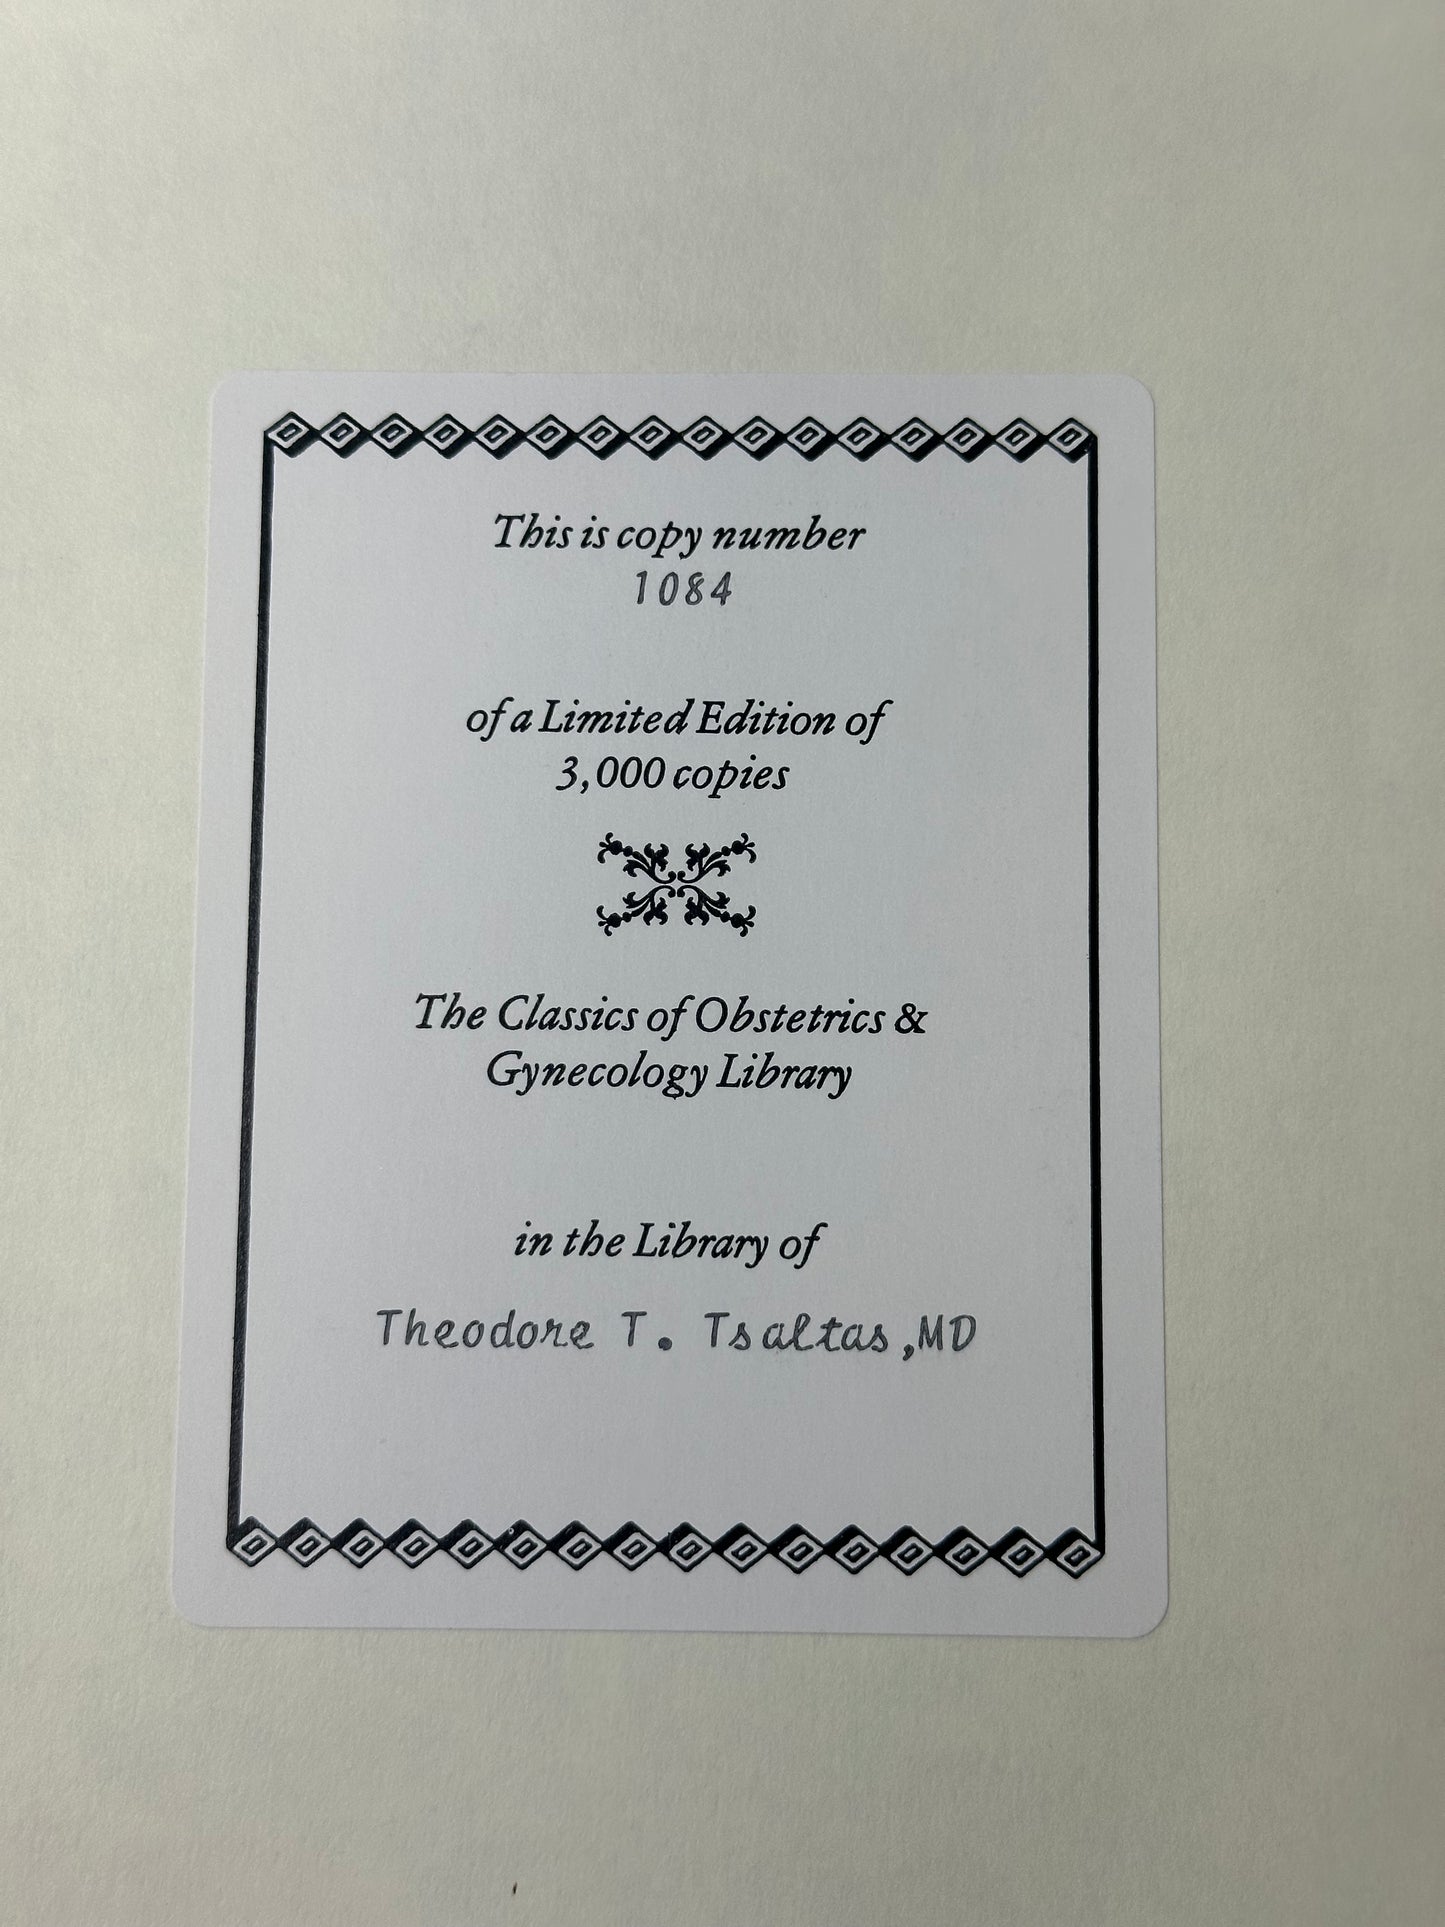 This is copy number
1084
of a Limited Edition of
3,000 copies
The Classics of Obstetrics &
Gynecology Library
in the Library of
Theodore T. Tsaltas,MD